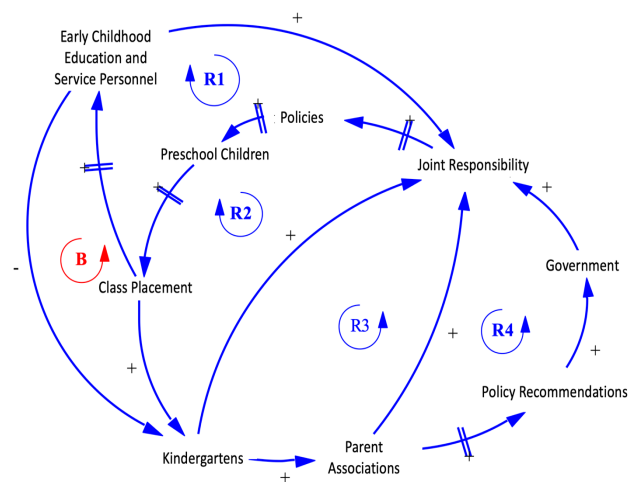 +
Early Childhood
Education and
Service Personnel
R1
+
: Policies
+
+
Preschool Children
Joint Responsibility
+
+
+
R2
+
B
-
Class Placement
Government
R3
R4
+
+
+
+
Policy Recommendations
Kindergartens
+
Parent
Associations
+